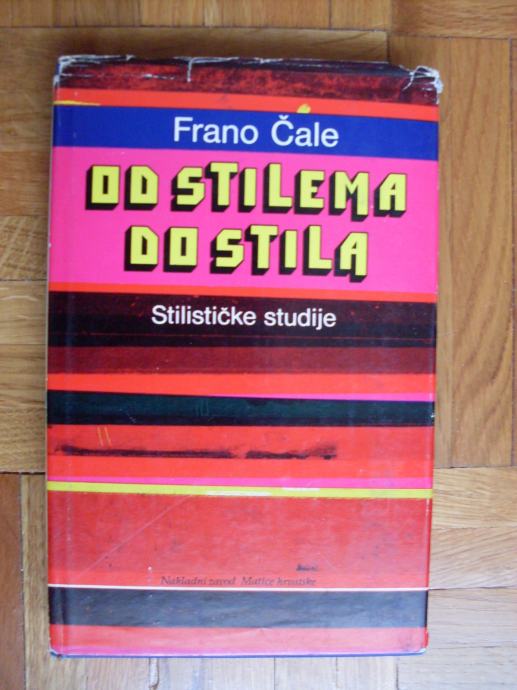 Frano Čale
OD STILEMA
DO STILA
Stilističke studije
Nakladni zavod Matice hrvatske